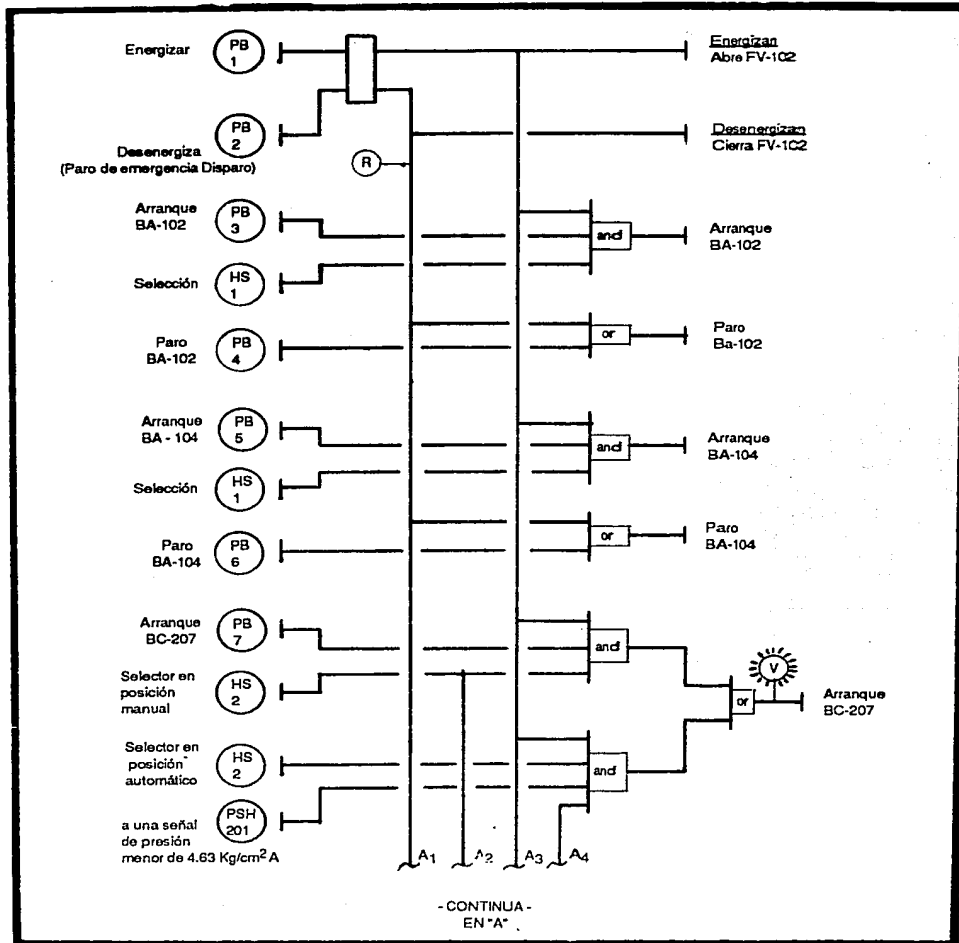 Energizar
PB
1
Energizan
Abre FV-102
PB
2
Desenergiza
(Paro de emergencia Disparo)
R
Desenergizan
Cierra FV-102
Arranque
BA-102
PB
3
and
Arranque
BA-102
Selección
HS
1
Paro
BA-102
PB
4
or
Paro
Ba-102
Arranque
BA - 104
PB
5
and
Arranque
BA-104
Selección
HS
1
Paro
BA-104
PB
6
or
Paro
BA-104
Arranque
BC-207
PB
7
and
Selector en
posición
manual
HS
2
V
or
Arranque
BC-207
Selector en
posición
automático
HS
2
and
PSH
201
a una señal
de presión
menor de 4.63 Kg/cm² A
A1
A2
A3
A4
- CONTINUA -
EN "A"